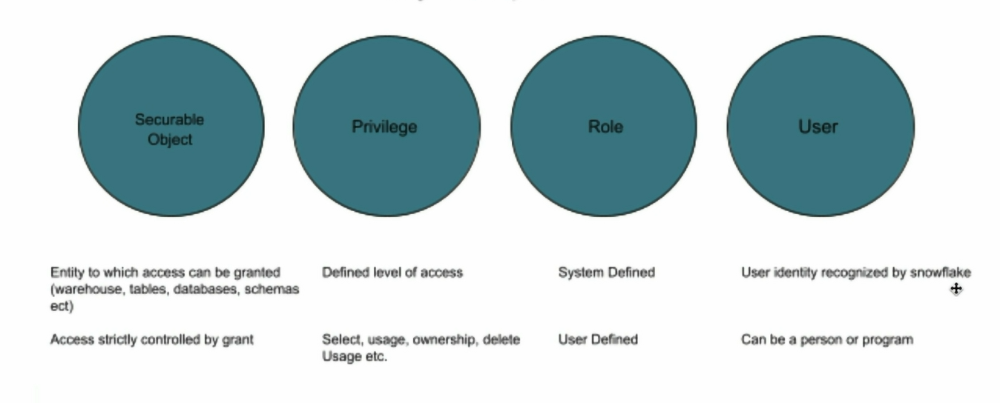 Securable
Object
Privilege
Role
User
Entity to which access can be granted
(warehouse, tables, databases, schemas
ect)
Access strictly controlled by grant
Defined level of access
Select, usage, ownership, delete
Usage etc.
System Defined
User Defined
User identity recognized by snowflake
Can be a person or program